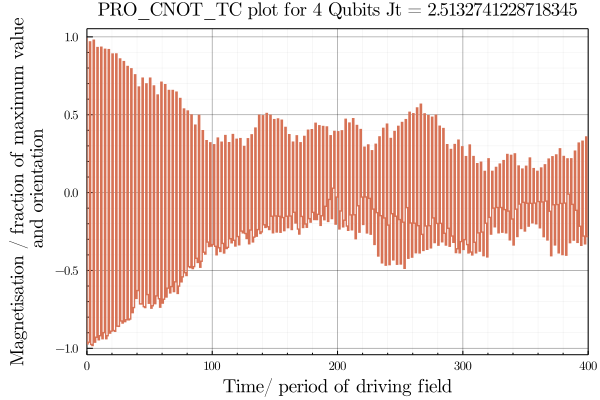 PRO_CNOT_TC plot for 4 Qubits Jt = 2.5132741228718345
Magnetisation / fraction of maximum value
and orientation
1.0
0.5
0.0
−0.5
−1.0
0 100 200 300 400
Time/ period of driving field